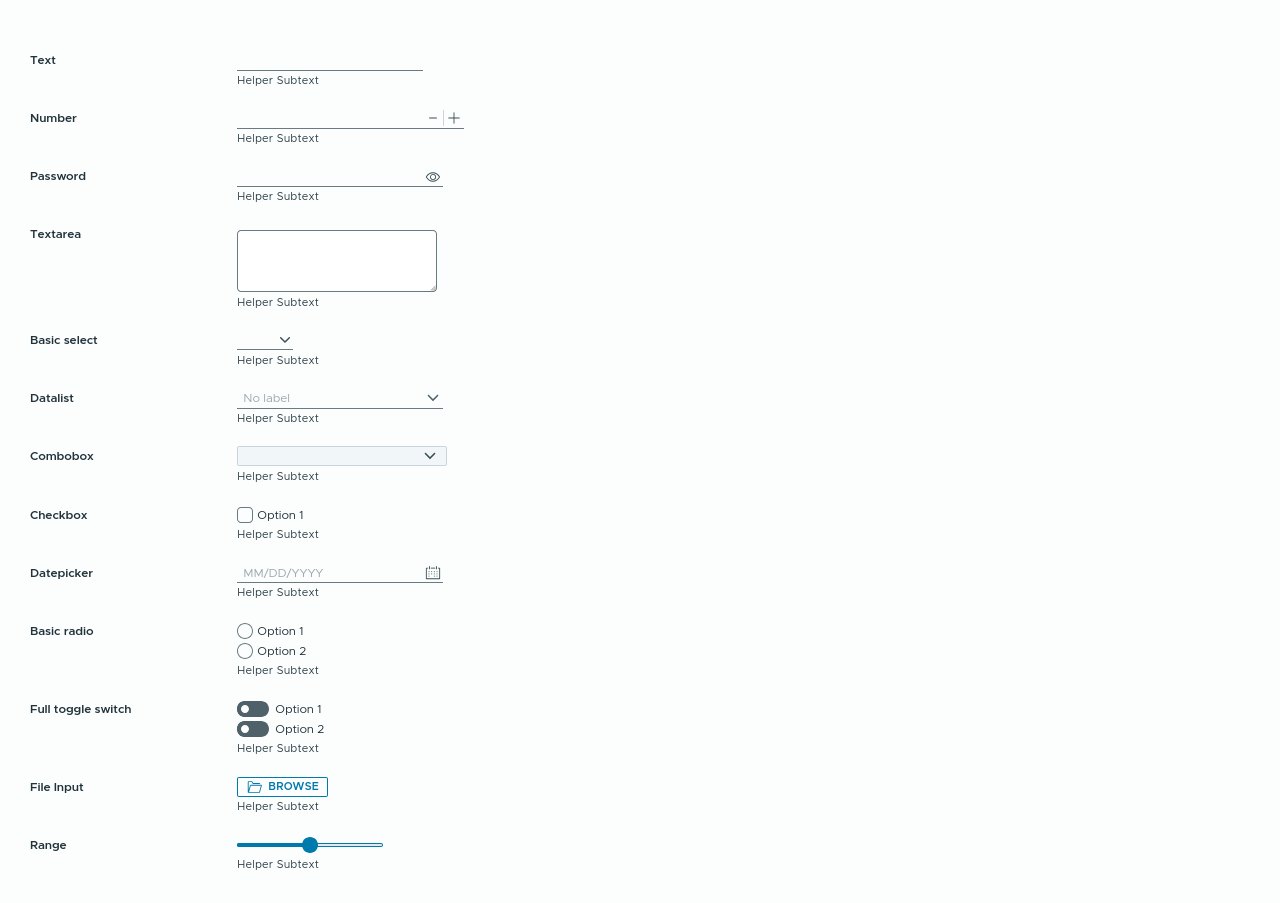 Text
Helper Subtext
Number
Helper Subtext
Password
Helper Subtext
Textarea
Helper Subtext
Basic select
Helper Subtext
Datalist No label
Helper Subtext
Combobox
Helper Subtext
Checkbox Option 1
Helper Subtext
Datepicker MM/DD/YYYY
Helper Subtext
Basic radio Option 1
Option 2
Helper Subtext
Full toggle switch Option 1
Option 2
Helper Subtext
File Input BROWSE
Helper Subtext
Range
Helper Subtext